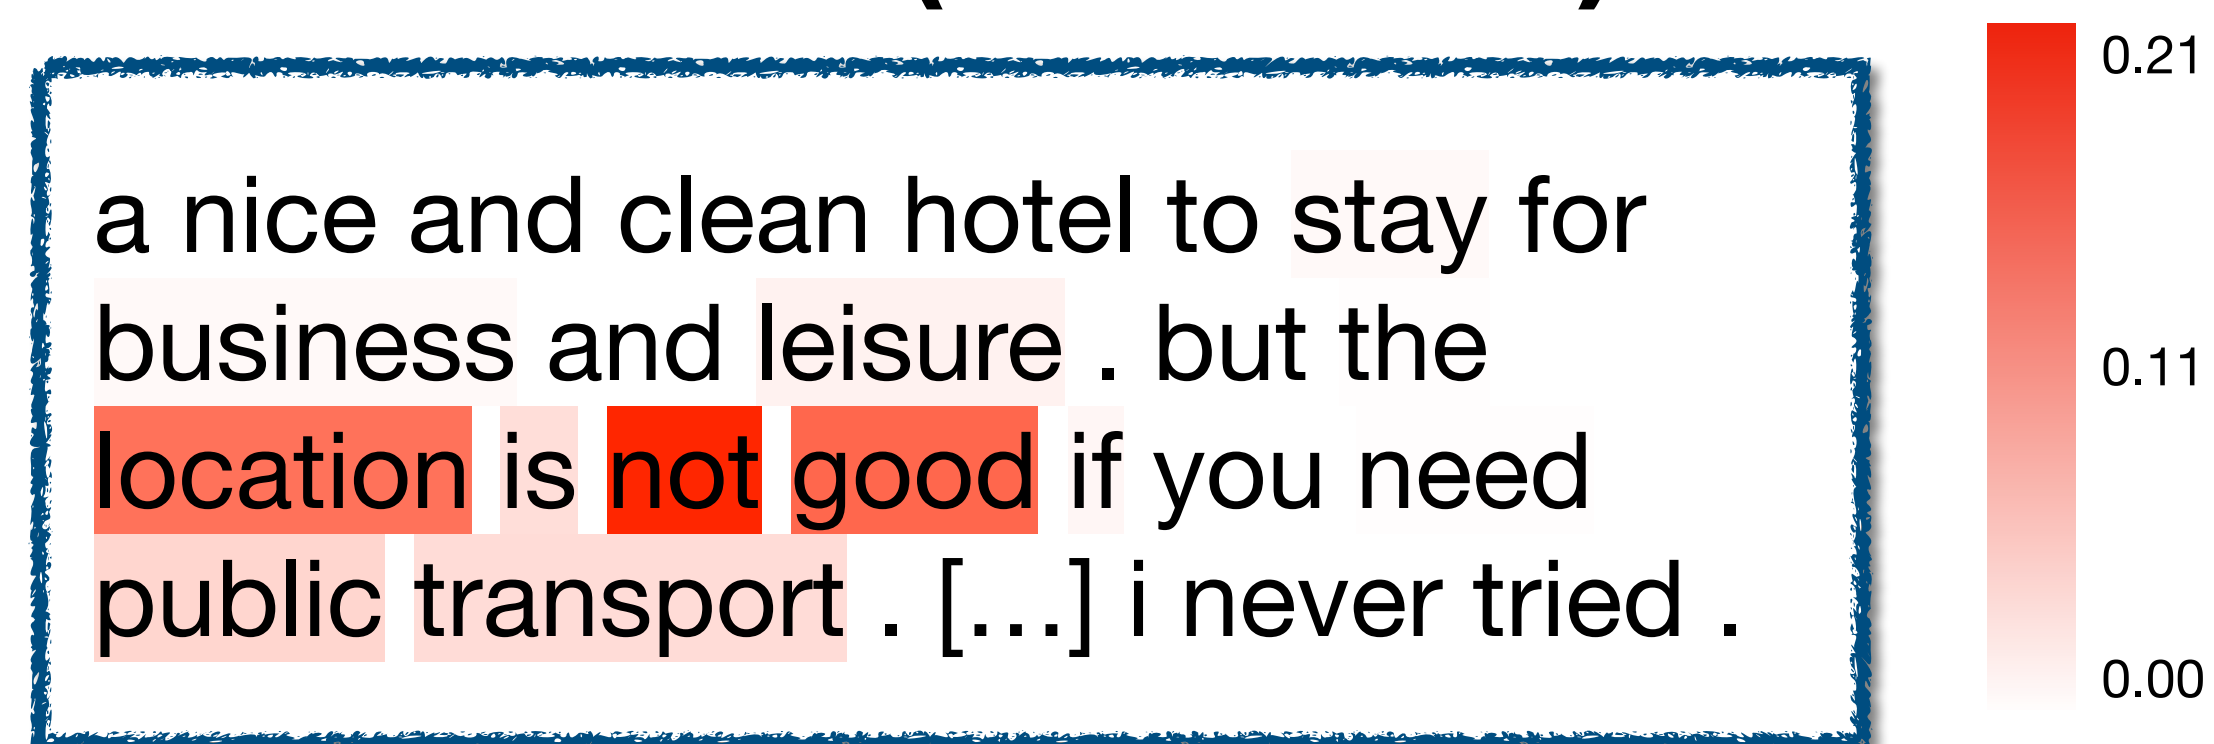 a nice and clean hotel to stay for
business and leisure . but the
location is not good if you need
public transport . [...] i never tried .
0.21
0.11
0.00